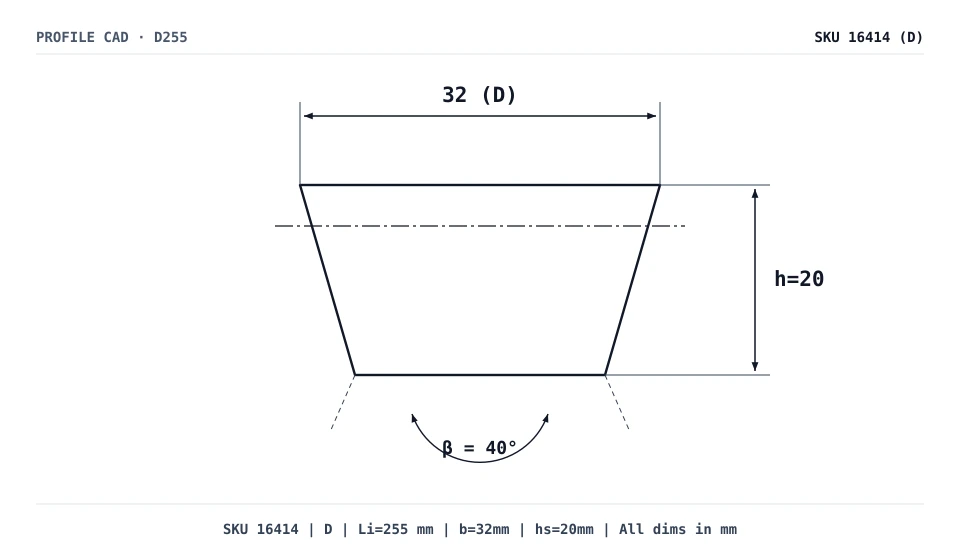 PROFILE CAD · D255
SKU 16414 (D)
32 (D)
h=20
β = 40°
SKU 16414 | D | Li=255 mm | b=32mm | hs=20mm | All dims in mm